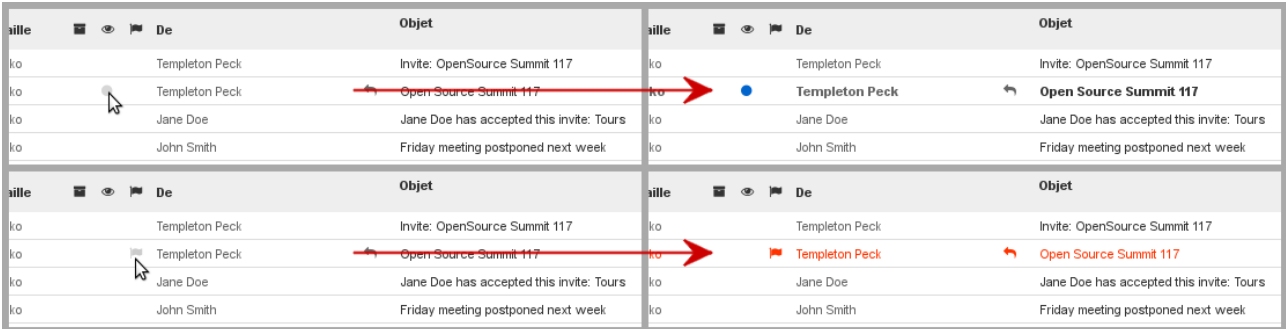 aille De Objet
ko Templeton Peck Invite: OpenSource Summit 117
ko Templeton Peck Open Source Summit 117
ko Jane Doe Jane Doe has accepted this invite: Tours
ko John Smith Friday meeting postponed next week
aille De Objet
ko Templeton Peck Invite: OpenSource Summit 117
ko Templeton Peck Open Source Summit 117
ko Jane Doe Jane Doe has accepted this invite: Tours
ko John Smith Friday meeting postponed next week
aille De Objet
ko Templeton Peck Invite: OpenSource Summit 117
ko Templeton Peck Open Source Summit 117
ko Jane Doe Jane Doe has accepted this invite: Tours
ko John Smith Friday meeting postponed next week
aille De Objet
ko Templeton Peck Invite: OpenSource Summit 117
ko Templeton Peck Open Source Summit 117
ko Jane Doe Jane Doe has accepted this invite: Tours
ko John Smith Friday meeting postponed next week